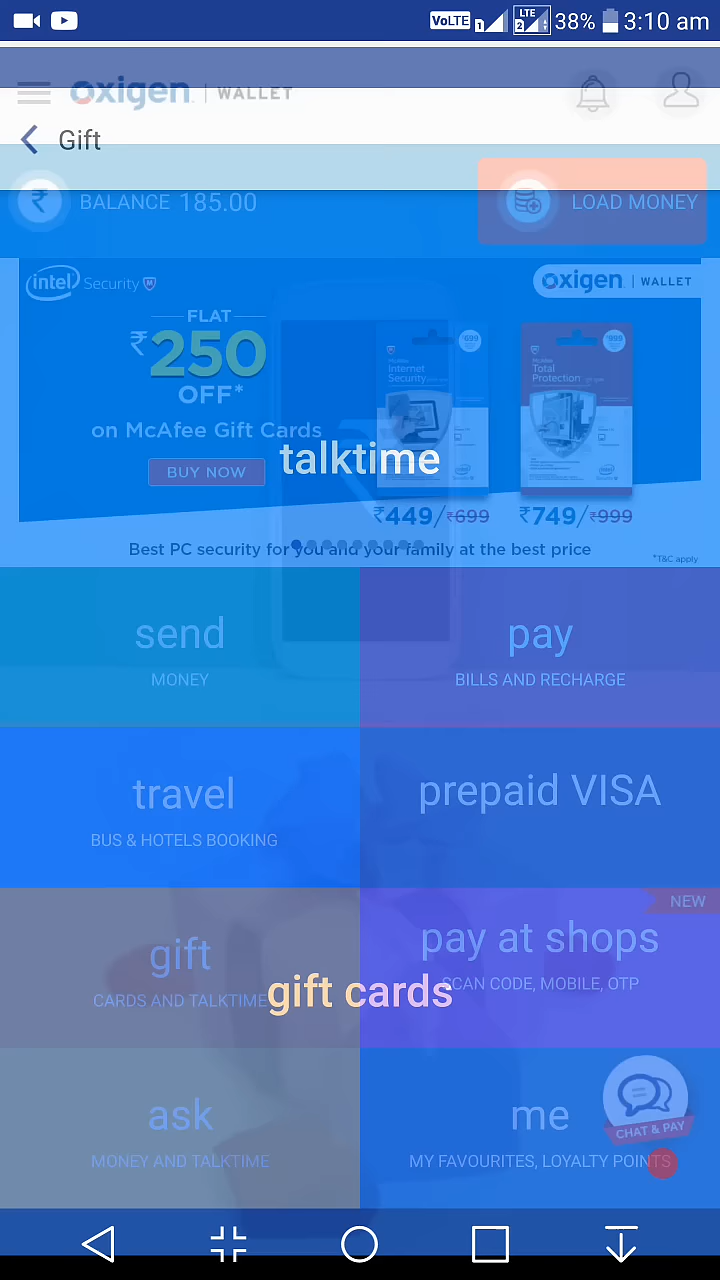 VoLTE 1 LTE 2 38% 3:10 am
oxigen | WALLET
Gift
₹ BALANCE 185.00 LOAD MONEY
intel Security
oxigen | WALLET
FLAT
₹250
OFF*
on McAfee Gift Cards
BUY NOW
McAfee Internet Security
₹699
McAfee Total Protection
₹999
talktime
₹449/₹699 ₹749/₹999
Best PC security for you and your family at the best price
*T&C apply
send
MONEY
pay
BILLS AND RECHARGE
travel
BUS & HOTELS BOOKING
prepaid VISA
gift
CARDS AND TALKTIME
NEW
pay at shops
SCAN CODE, MOBILE, OTP
gift cards
ask
MONEY AND TALKTIME
me
MY FAVOURITES, LOYALTY POINTS
CHAT & PAY